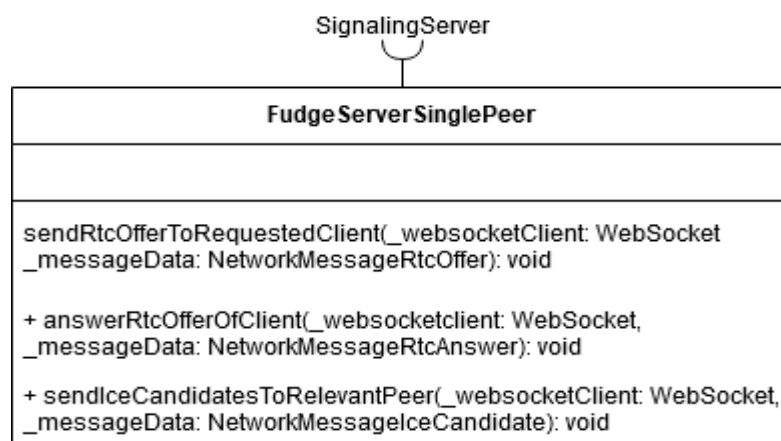 SignalingServer
FudgeServerSinglePeer
sendRtcOfferToRequestedClient(_websocketClient: WebSocket
_messageData: NetworkMessageRtcOffer): void
+ answerRtcOfferOfClient(_websocketclient: WebSocket,
_messageData: NetworkMessageRtcAnswer): void
+ sendIceCandidatesToRelevantPeer(_websocketClient: WebSocket,
_messageData: NetworkMessageIceCandidate): void